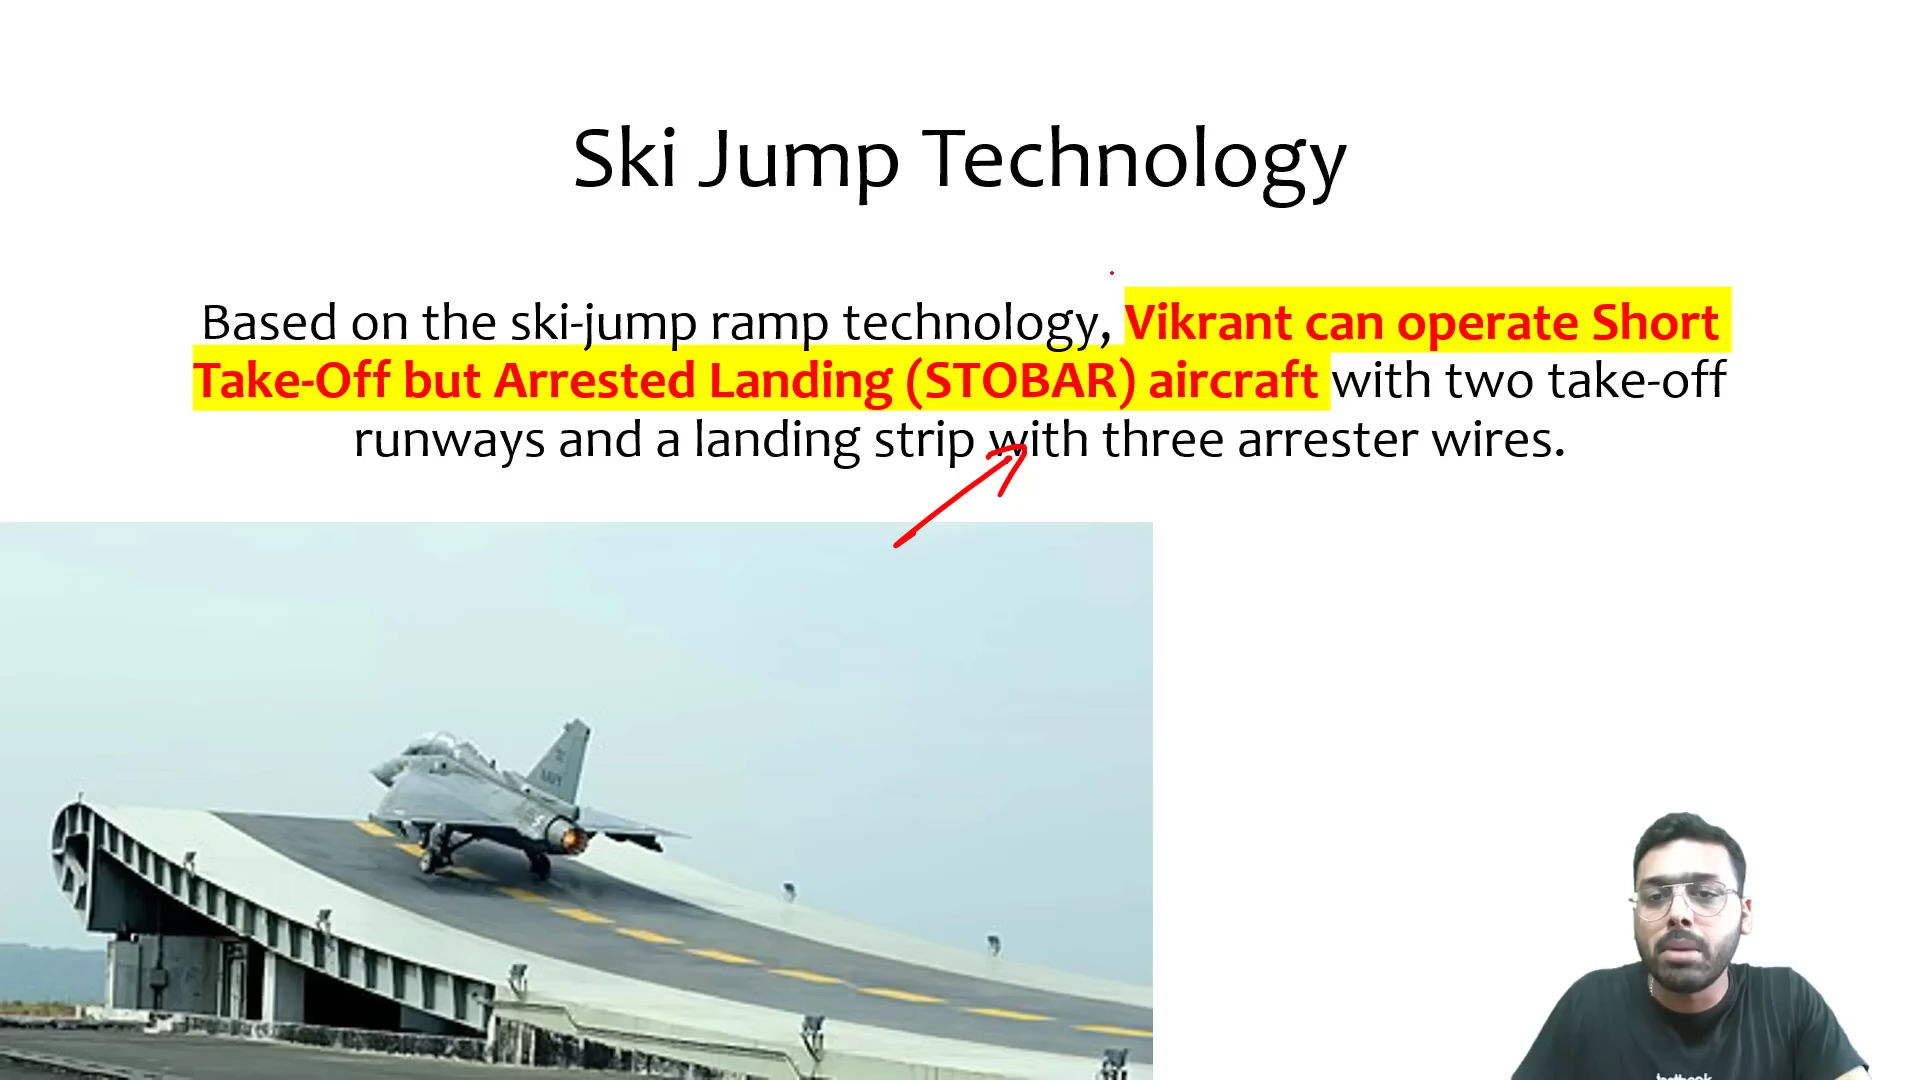 Ski Jump Technology
Based on the ski-jump ramp technology, Vikrant can operate Short
Take-Off but Arrested Landing (STOBAR) aircraft with two take-off
runways and a landing strip with three arrester wires.
NAVY